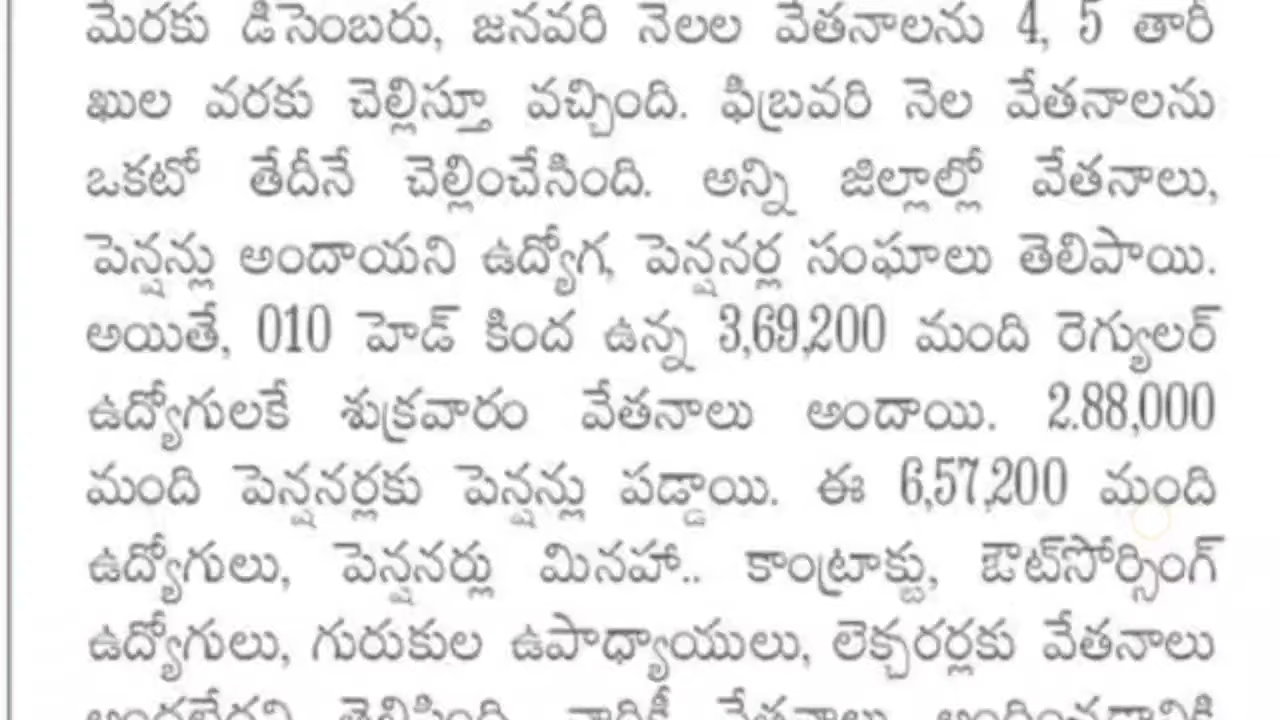 మేరకు డిసెంబరు, జనవరి నెలల వేతనాలను 4, 5 తారీ
ఖుల వరకు చెల్లిస్తూ వచ్చింది. ఫిబ్రవరి నెల వేతనాలను
ఒకటో తేదీనే చెల్లించేసింది. అన్ని జిల్లాల్లో వేతనాలు,
పెన్షన్లు అందాయని ఉద్యోగ, పెన్షనర్ల సంఘాలు తెలిపాయి.
అయితే, 010 హెడ్ కింద ఉన్న 3,69,200 మంది రెగ్యులర్
ఉద్యోగులకే శుక్రవారం వేతనాలు అందాయి. 2.88,000
మంది పెన్షనర్లకు పెన్షన్లు పడ్డాయి. ఈ 6,57,200 మంది
ఉద్యోగులు, పెన్షనర్లు మినహా.. కాంట్రాక్టు, ఔట్‌సోర్సింగ్
ఉద్యోగులు, గురుకుల ఉపాధ్యాయులు, లెక్చరర్లకు వేతనాలు